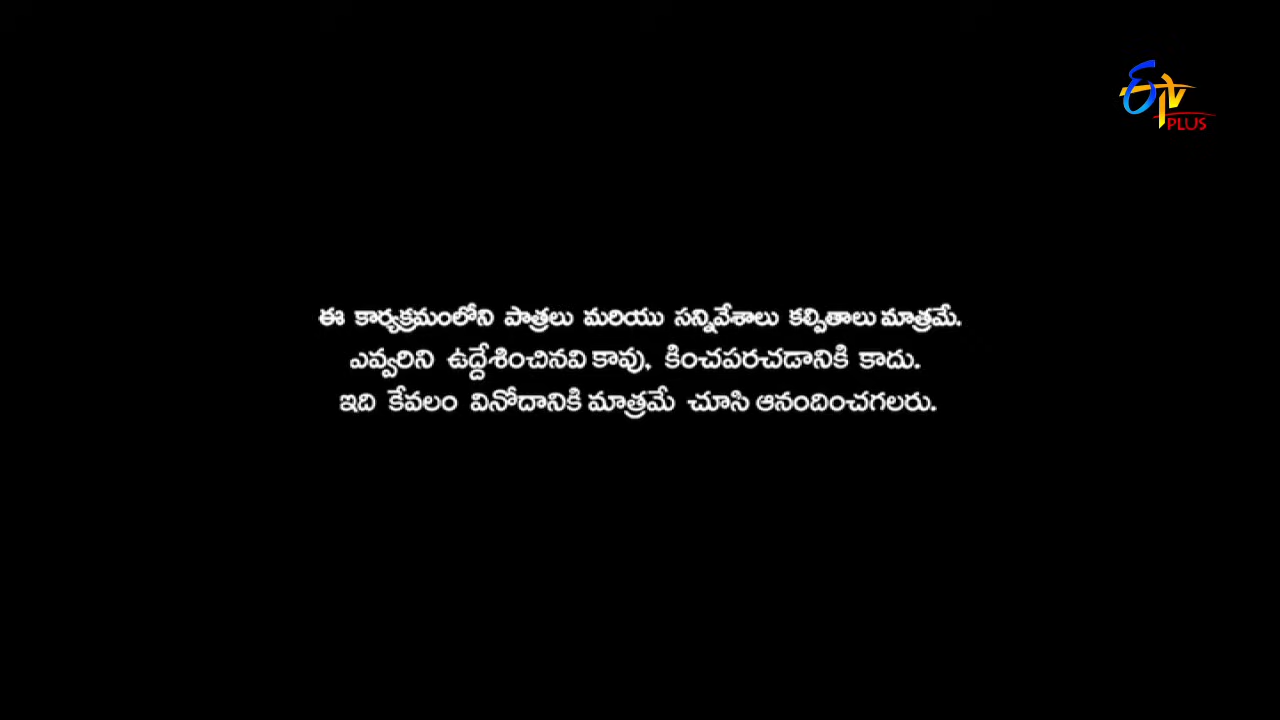 ETV
PLUS
ఈ కార్యక్రమంలోని పాత్రలు మరియు సన్నివేశాలు కల్పితాలు మాత్రమే.
ఎవ్వరిని ఉద్దేశించినవి కావు. కించపరచడానికి కాదు.
ఇది కేవలం వినోదానికి మాత్రమే చూసి ఆనందించగలరు.